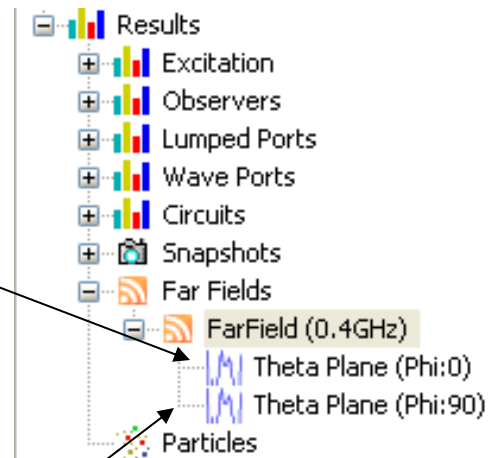 Results
Excitation
Observers
Lumped Ports
Wave Ports
Circuits
Snapshots
Far Fields
FarField (0.4GHz)
Theta Plane (Phi:0)
Theta Plane (Phi:90)
Particles